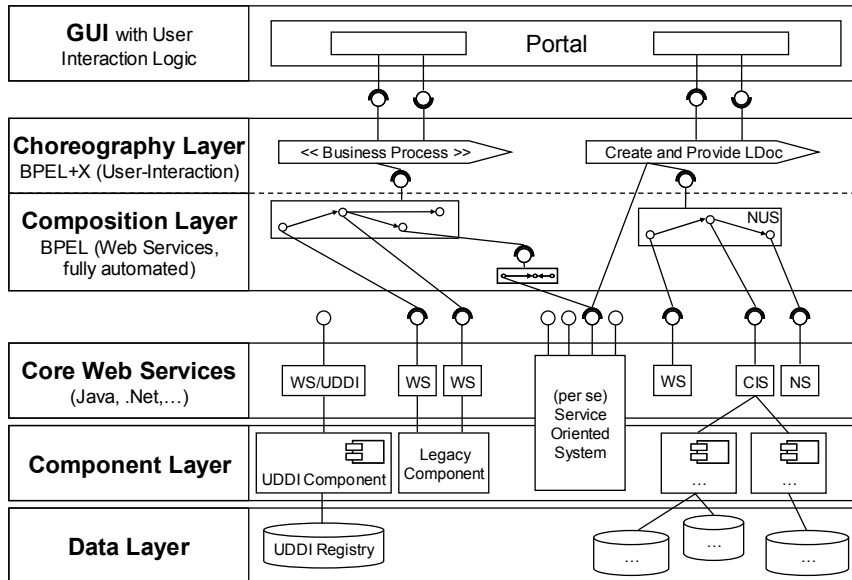 GUI with User
Interaction Logic
Portal
Choreography Layer
BPEL+X (User-Interaction)
<< Business Process >>
Create and Provide LDoc
Composition Layer
BPEL (Web Services,
fully automated)
NUS
Core Web Services
(Java, .Net,…)
WS/UDDI
WS
WS
(per se)
Service
Oriented
System
WS
CIS
NS
Component Layer
UDDI Component
Legacy
Component
…
…
Data Layer
UDDI Registry
…
…
…